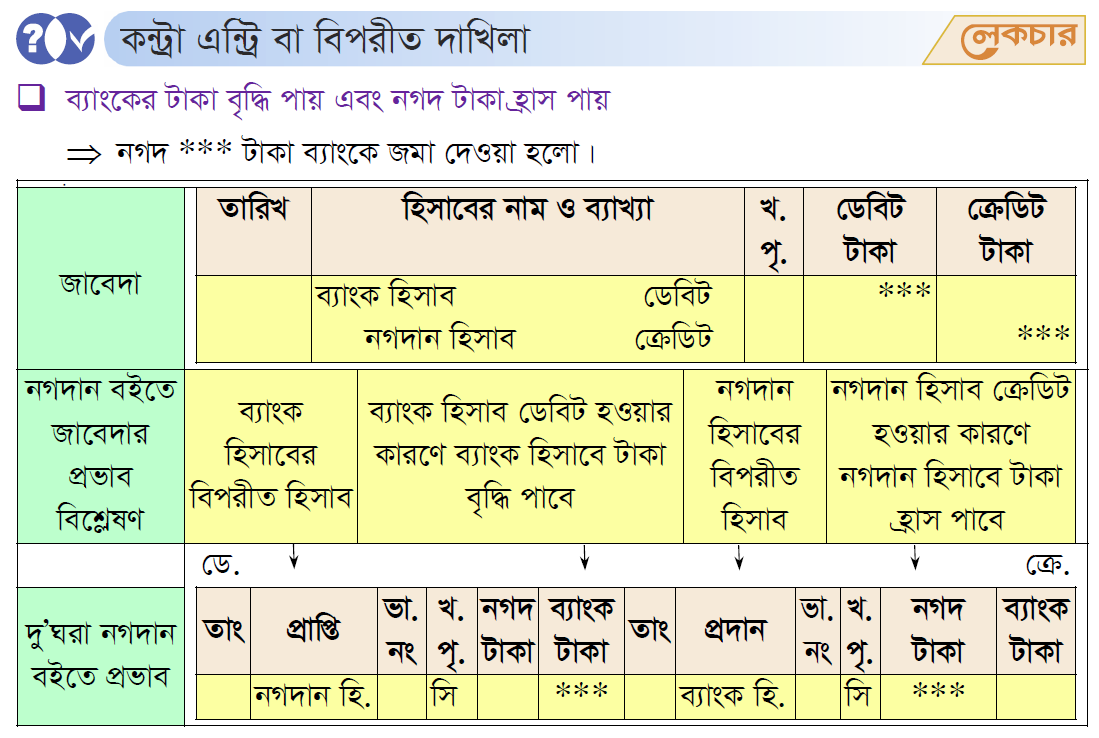 কন্ট্রা এন্ট্রি বা বিপরীত দাখিলা
লেকচার
ব্যাংকের টাকা বৃদ্ধি পায় এবং নগদ টাকা হ্রাস পায়
⇒ নগদ *** টাকা ব্যাংকে জমা দেওয়া হলো।
জাবেদা
তারিখ হিসাবের নাম ও ব্যাখ্যা খ. ডেবিট ক্রেডিট
পৃ. টাকা টাকা
ব্যাংক হিসাব ডেবিট ***
নগদান হিসাব ক্রেডিট ***
নগদান বইতে
জাবেদার
প্রভাব
বিশ্লেষণ
ব্যাংক
হিসাবের
বিপরীত হিসাব
ব্যাংক হিসাব ডেবিট হওয়ার
কারণে ব্যাংক হিসাবে টাকা
বৃদ্ধি পাবে
নগদান
হিসাবের
বিপরীত
হিসাব
নগদান হিসাব ক্রেডিট
হওয়ার কারণে
নগদান হিসাবে টাকা
হ্রাস পাবে
ডে. ক্রে.
দু’ঘরা নগদান
বইতে প্রভাব
তাং প্রাপ্তি ভা. খ. নগদ ব্যাংক তাং প্রদান ভা. খ. নগদ ব্যাংক
নং পৃ. টাকা টাকা নং পৃ. টাকা টাকা
নগদান হি. সি *** ব্যাংক হি. সি ***